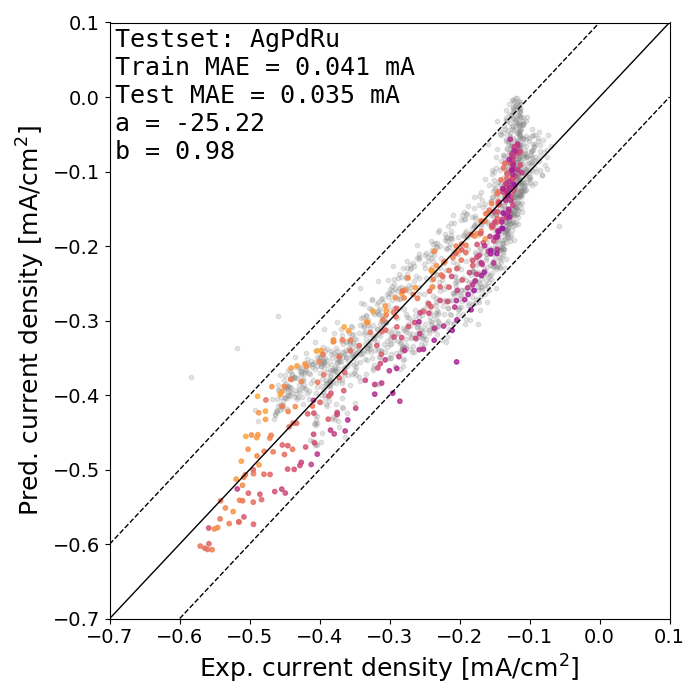 Testset: AgPdRu
Train MAE = 0.041 mA
Test MAE = 0.035 mA
a = -25.22
b = 0.98
0.1
0.0
−0.1
−0.2
−0.3
−0.4
−0.5
−0.6
−0.7
Pred. current density [mA/cm²]
−0.7 −0.6 −0.5 −0.4 −0.3 −0.2 −0.1 0.0 0.1
Exp. current density [mA/cm²]